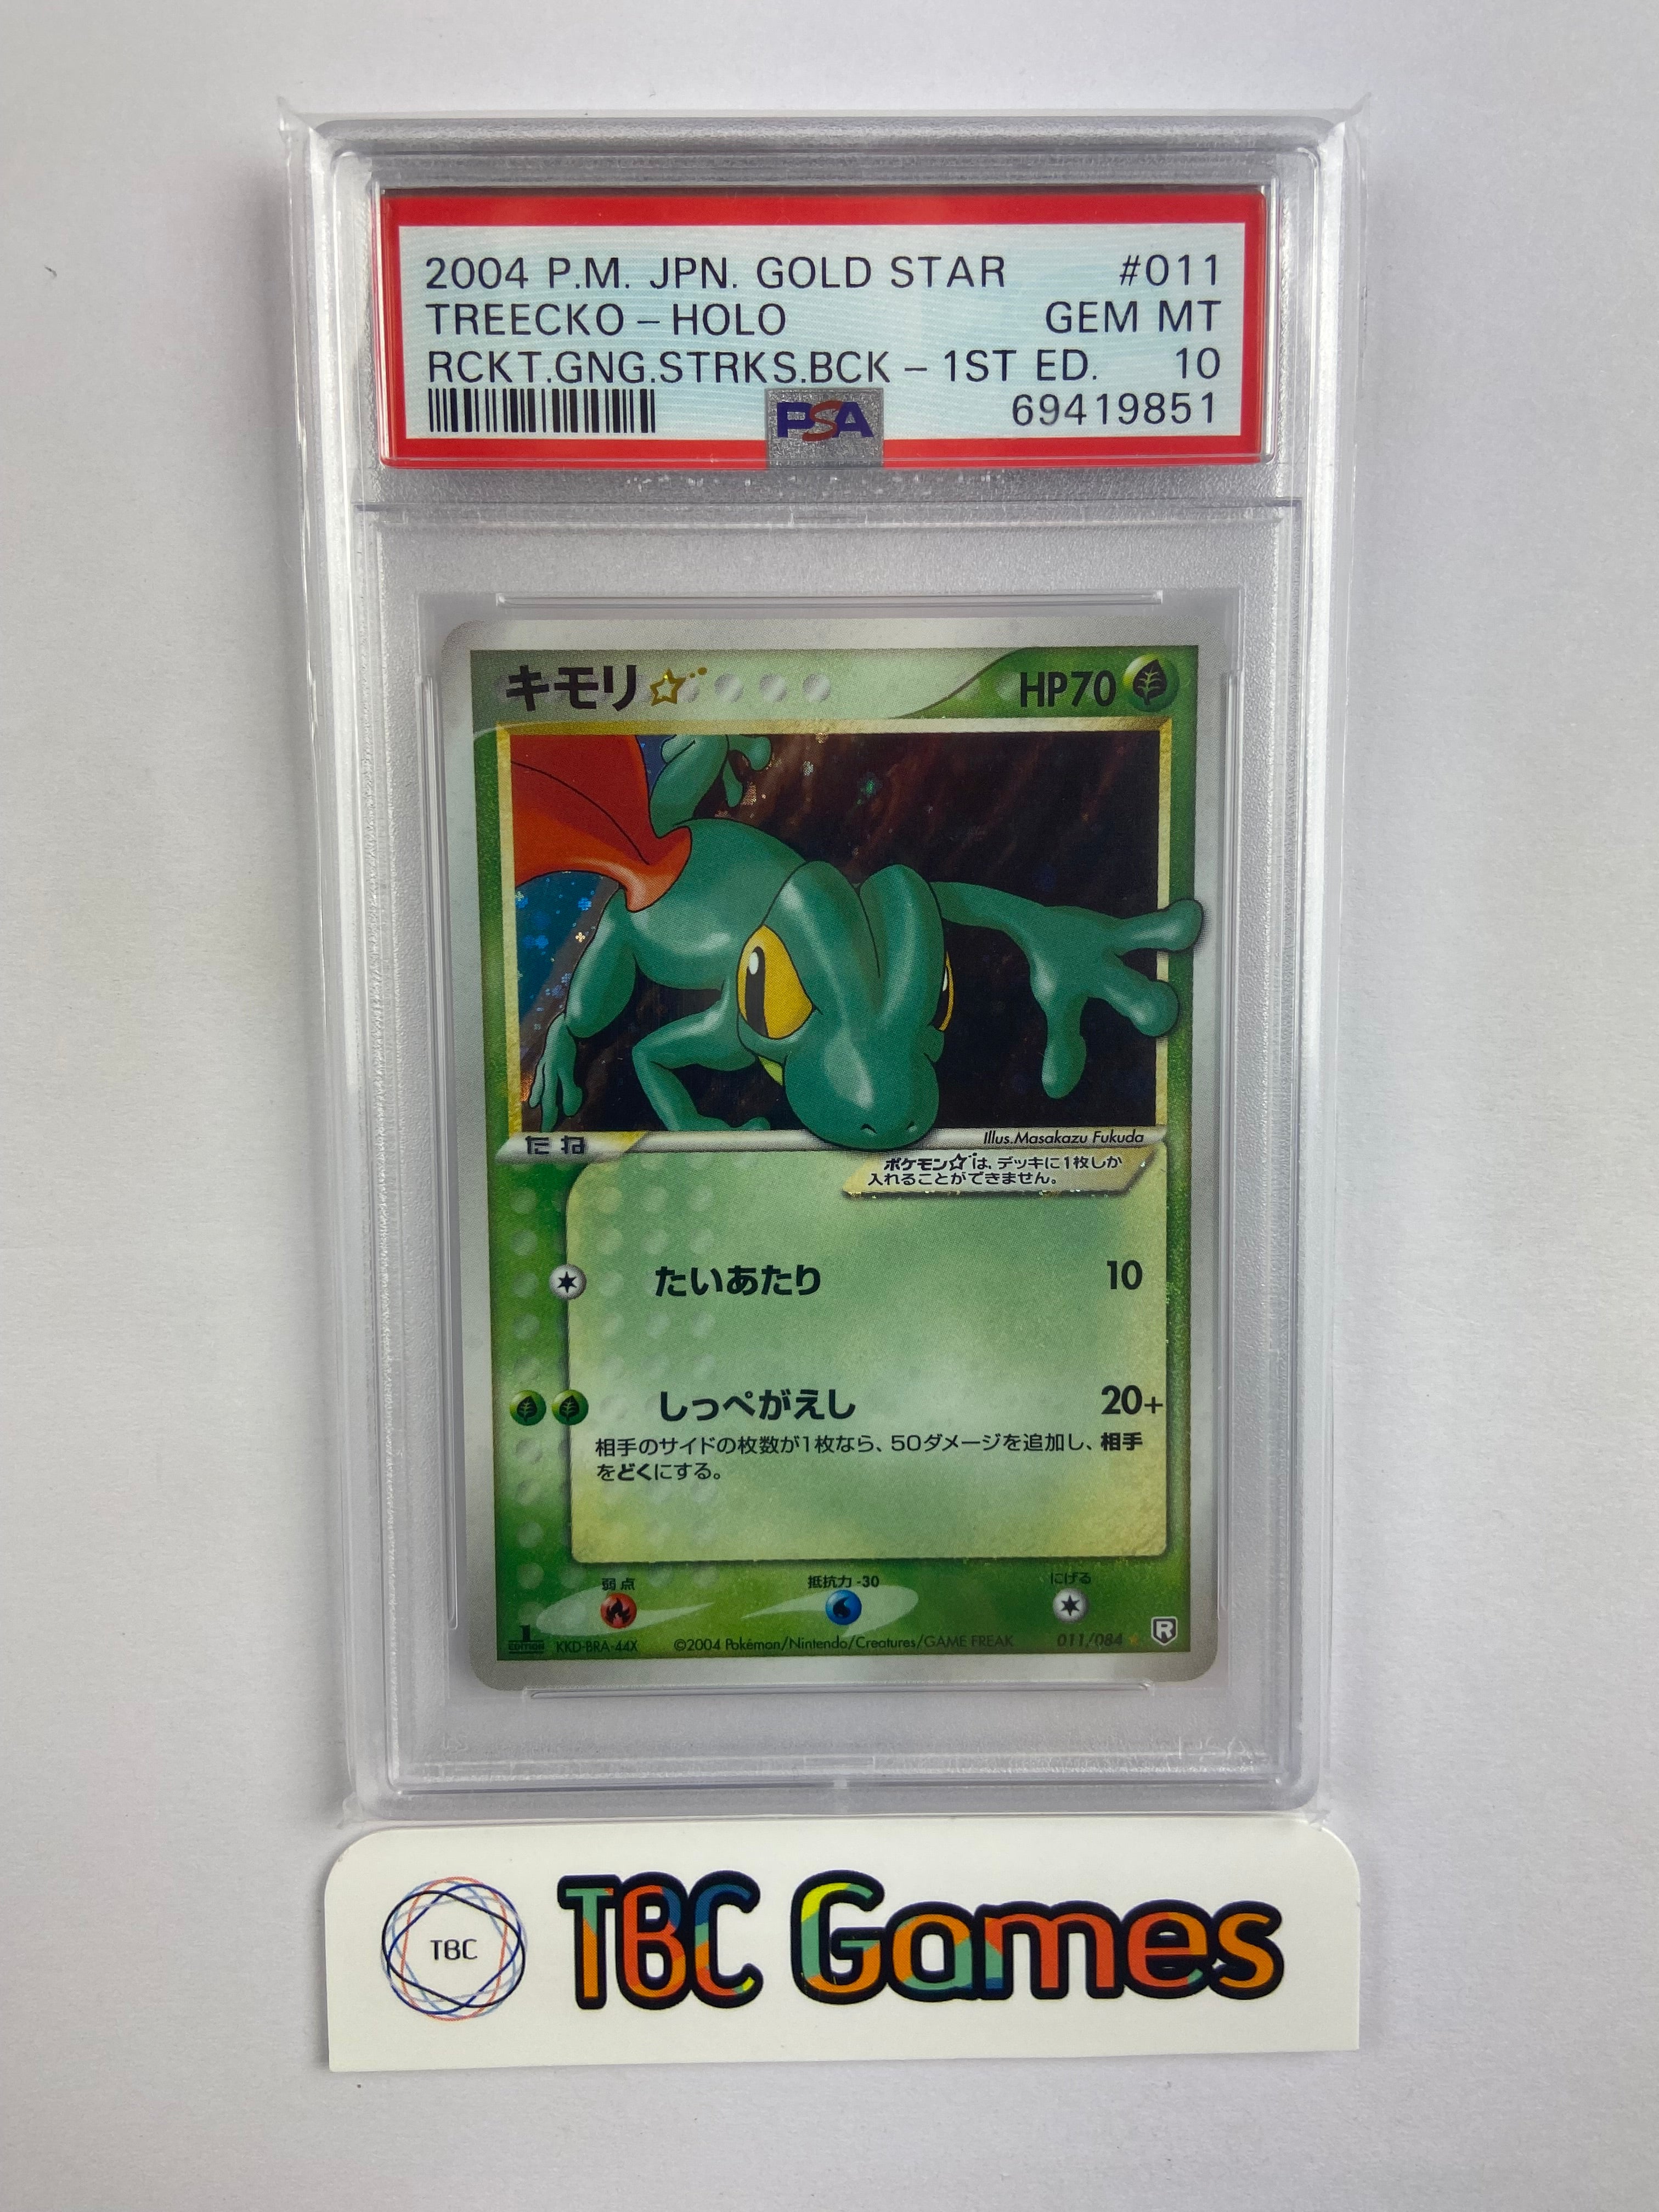 2004 P.M. JPN. GOLD STAR #011
TREECKO - HOLO GEM MT
RCKT.GNG.STRKS.BCK - 1ST ED. 10
69419851
PSA
キモリ☆ HP70
たね
Illus.Masakazu Fukuda
ポケモン☆は、デッキに1枚しか
入れることができません。
たいあたり 10
しっぺがえし 20+
相手のサイドの枚数が1枚なら、50ダメージを追加し、相手
をどくにする。
弱点 抵抗力 -30 にげる
1 EDITION KKD-BRA-44X ©2004 Pokémon/Nintendo/Creatures/GAME FREAK 011/084 ★ R
TBC TBC Games